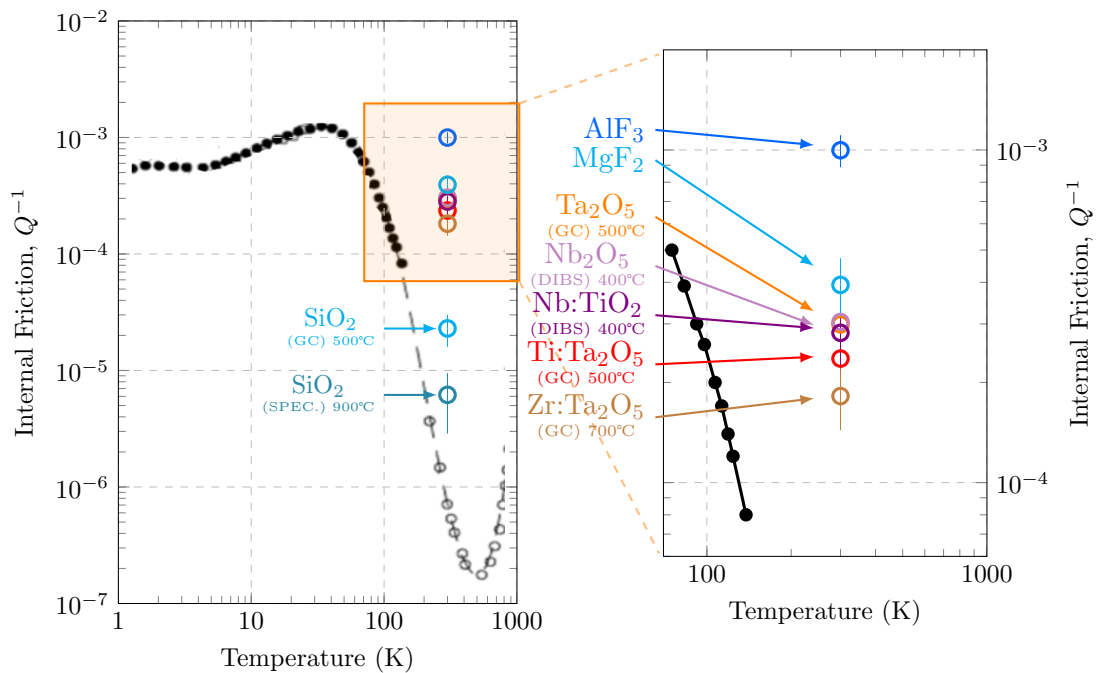 10−2
10−3
10−4
10−5
10−6
10−7
Internal Friction, Q−1
1
10
100
1000
Temperature (K)
SiO2
(GC) 500℃
SiO2
(SPEC.) 900℃
AlF3
MgF2
Ta2O5
(GC) 500℃
Nb2O5
(DIBS) 400℃
Nb:TiO2
(DIBS) 400℃
Ti:Ta2O5
(GC) 500℃
Zr:Ta2O5
(GC) 700℃
10−3
10−4
Internal Friction, Q−1
100
1000
Temperature (K)